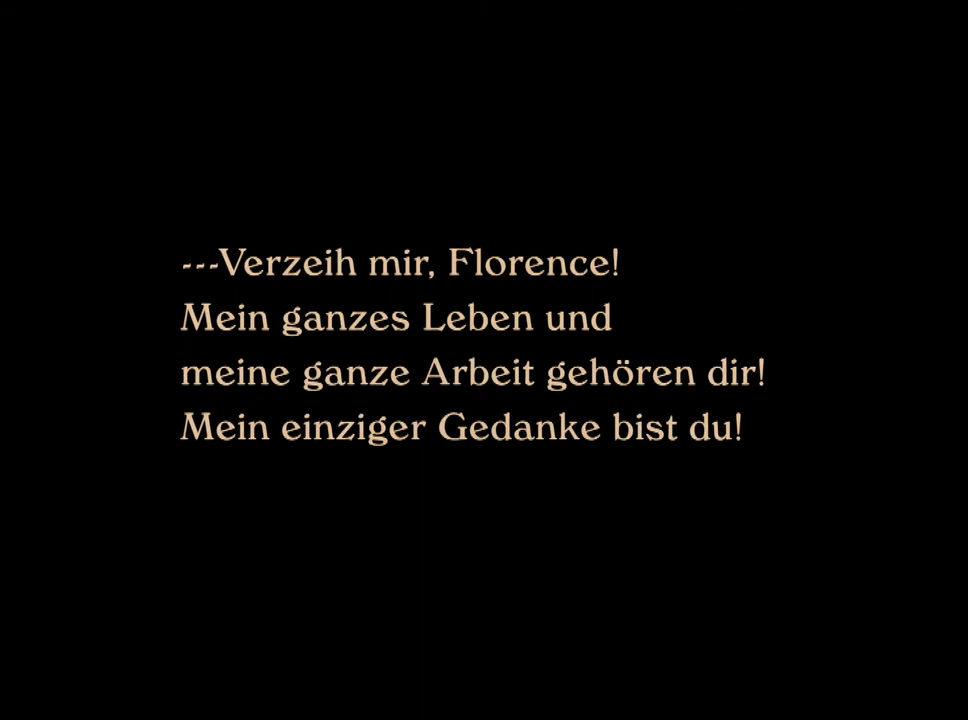 ---Verzeih mir, Florence!
Mein ganzes Leben und
meine ganze Arbeit gehören dir!
Mein einziger Gedanke bist du!